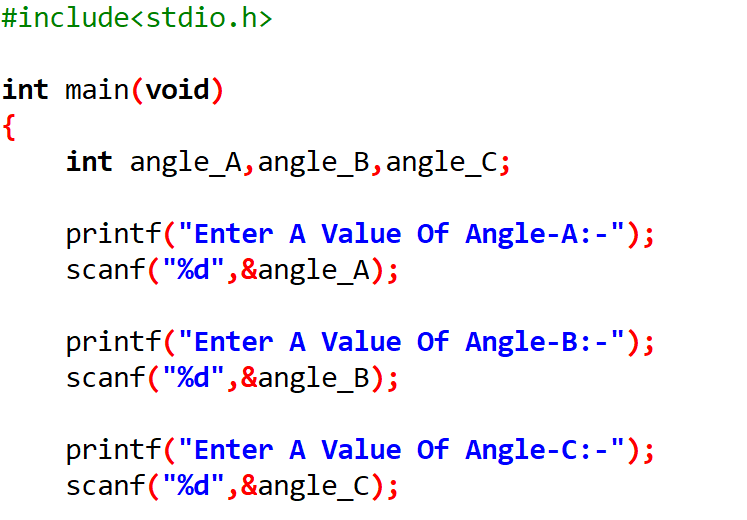 #include<stdio.h>
int main(void)
{
int angle_A,angle_B,angle_C;
printf("Enter A Value Of Angle-A:-");
scanf("%d",&angle_A);
printf("Enter A Value Of Angle-B:-");
scanf("%d",&angle_B);
printf("Enter A Value Of Angle-C:-");
scanf("%d",&angle_C);